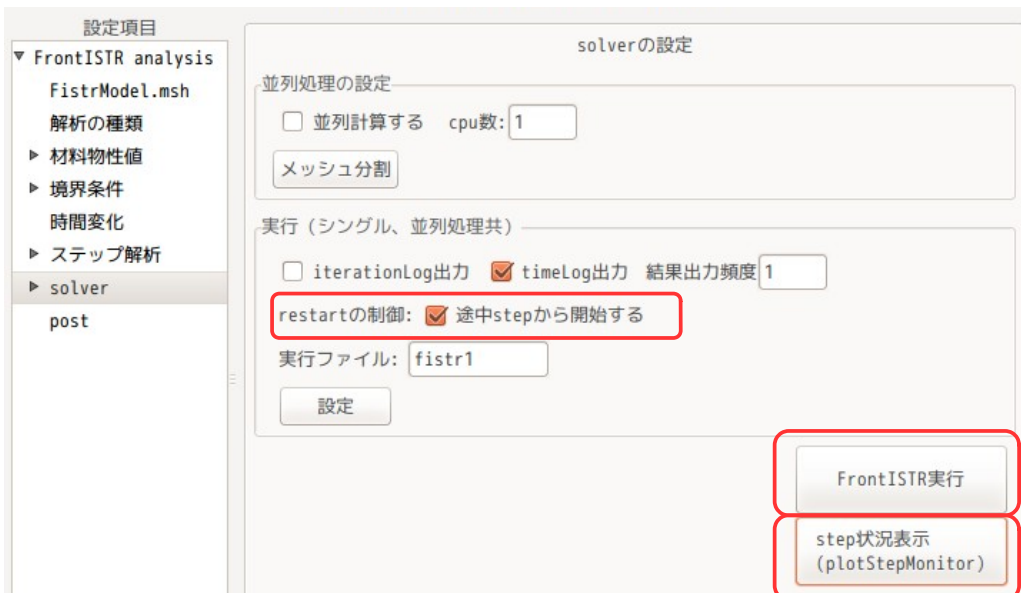 設定項目
FrontISTR analysis
FistrModel.msh
解析の種類
材料物性値
境界条件
時間変化
ステップ解析
solver
post
solverの設定
並列処理の設定
並列計算する cpu数: 1
メッシュ分割
実行（シングル、並列処理共）
iterationLog出力 timeLog出力 結果出力頻度 1
restartの制御: 途中stepから開始する
実行ファイル: fistr1
設定
FrontISTR実行
step状況表示
(plotStepMonitor)